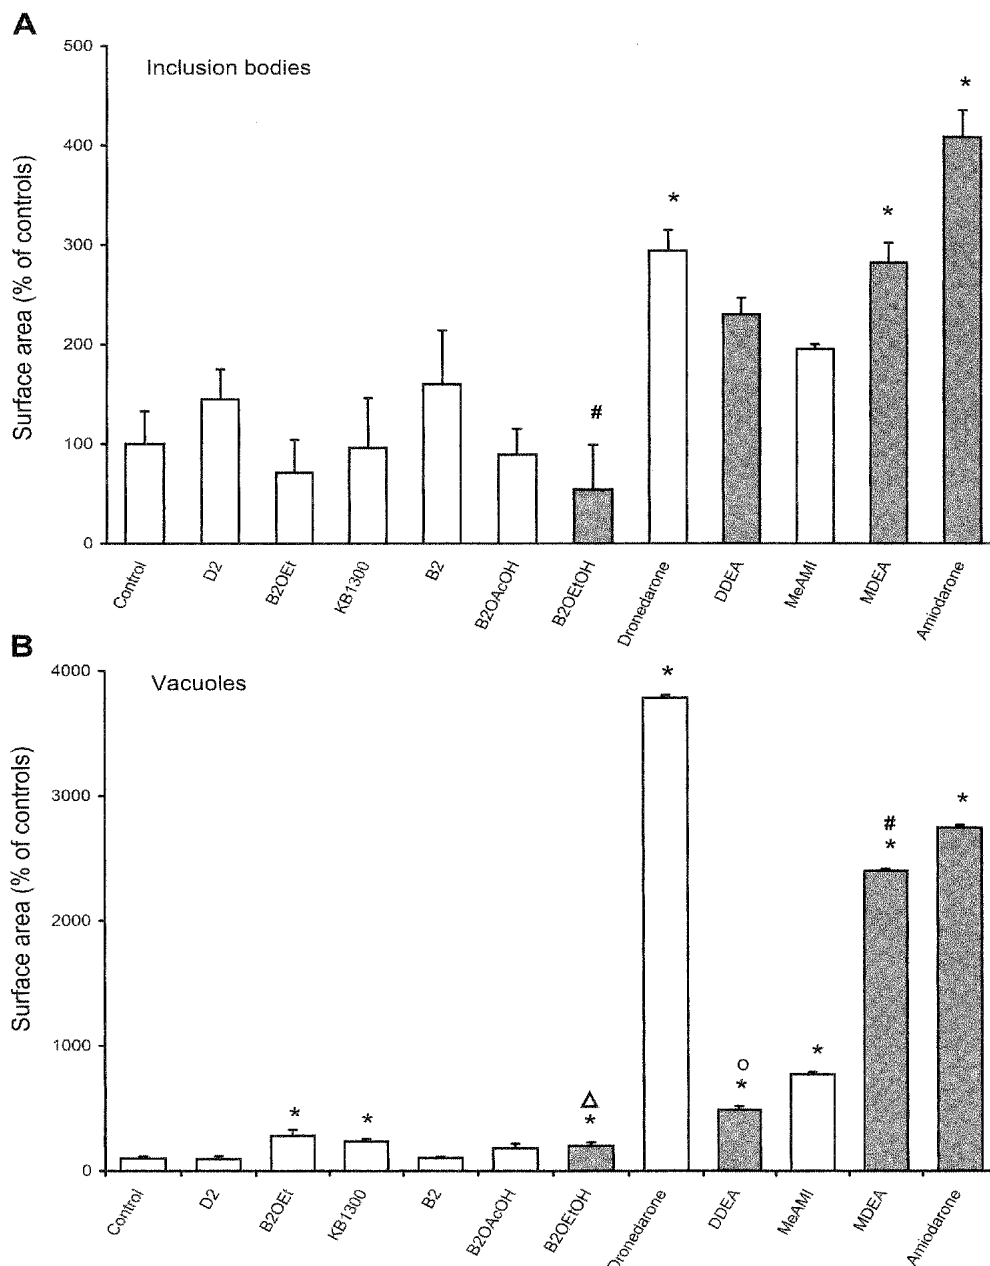 A
Inclusion bodies
Surface area (% of controls)
500
400
300
200
100
0
*
*
*
#
Control
D2
B2OEt
KB1300
B2
B2OAcOH
B2OEtOH
Dronedarone
DDEA
MeAMI
MDEA
Amiodarone
B
Vacuoles
Surface area (% of controls)
4000
3000
2000
1000
0
*
*
Δ
*
*
O
*
*
#
*
*
Control
D2
B2OEt
KB1300
B2
B2OAcOH
B2OEtOH
Dronedarone
DDEA
MeAMI
MDEA
Amiodarone